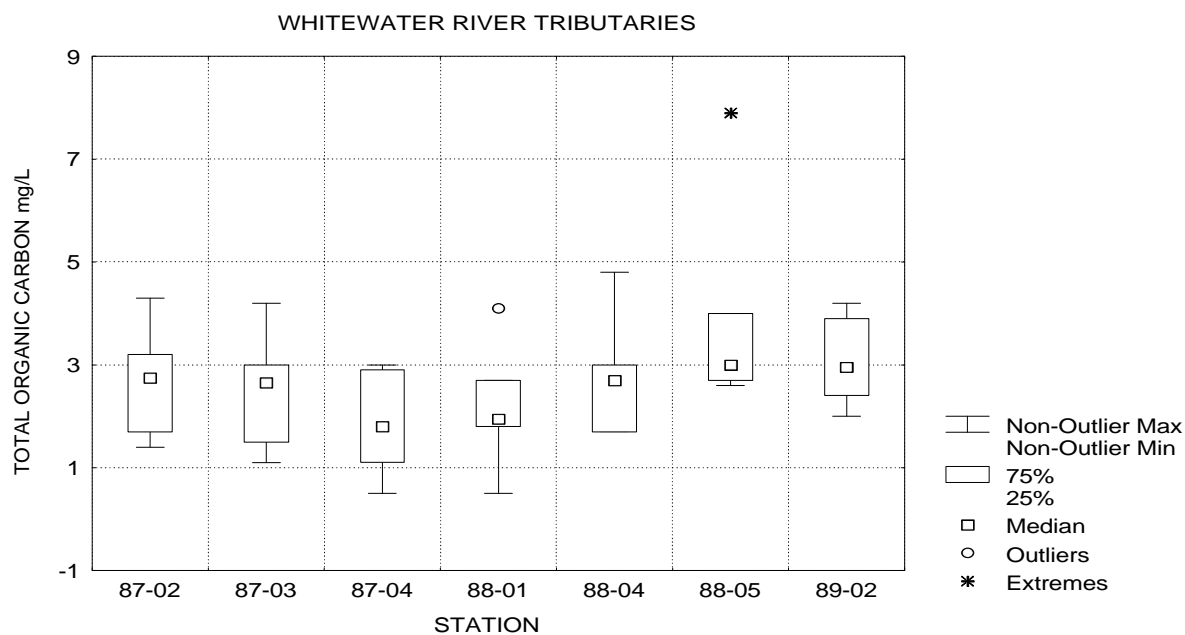 WHITEWATER RIVER TRIBUTARIES
TOTAL ORGANIC CARBON mg/L
9
7
5
3
1
-1
87-02 87-03 87-04 88-01 88-04 88-05 89-02
STATION
Non-Outlier Max
Non-Outlier Min
75%
25%
Median
Outliers
Extremes